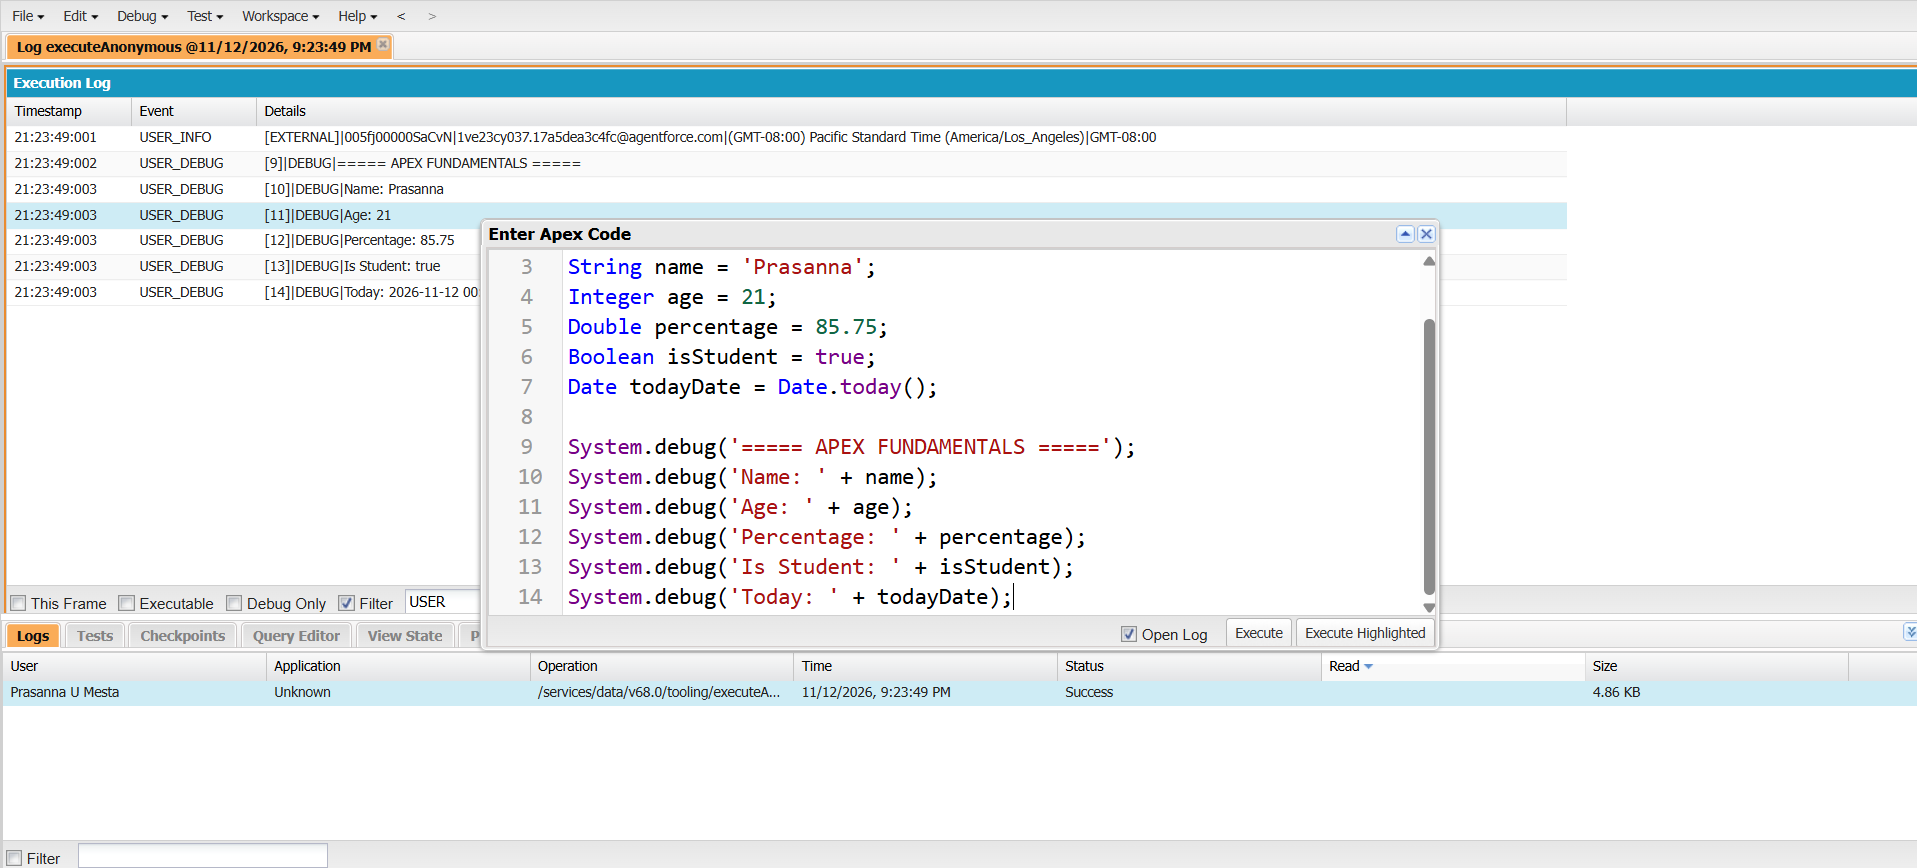 File Edit Debug Test Workspace Help < >
Log executeAnonymous @11/12/2026, 9:23:49 PM
Execution Log
Timestamp Event Details
21:23:49:001 USER_INFO [EXTERNAL]|005fj00000SaCvN|1ve23cy037.17a5dea3c4fc@agentforce.com|(GMT-08:00) Pacific Standard Time (America/Los_Angeles)|GMT-08:00
21:23:49:002 USER_DEBUG [9]|DEBUG|===== APEX FUNDAMENTALS =====
21:23:49:003 USER_DEBUG [10]|DEBUG|Name: Prasanna
21:23:49:003 USER_DEBUG [11]|DEBUG|Age: 21
21:23:49:003 USER_DEBUG [12]|DEBUG|Percentage: 85.75
21:23:49:003 USER_DEBUG [13]|DEBUG|Is Student: true
21:23:49:003 USER_DEBUG [14]|DEBUG|Today: 2026-11-12 00
Enter Apex Code
3 String name = 'Prasanna';
4 Integer age = 21;
5 Double percentage = 85.75;
6 Boolean isStudent = true;
7 Date todayDate = Date.today();
8
9 System.debug('===== APEX FUNDAMENTALS =====');
10 System.debug('Name: ' + name);
11 System.debug('Age: ' + age);
12 System.debug('Percentage: ' + percentage);
13 System.debug('Is Student: ' + isStudent);
14 System.debug('Today: ' + todayDate);
Open Log Execute Execute Highlighted
This Frame Executable Debug Only Filter USER
Logs Tests Checkpoints Query Editor View State P
User Application Operation Time Status Read Size
Prasanna U Mesta Unknown /services/data/v68.0/tooling/executeA... 11/12/2026, 9:23:49 PM Success 4.86 KB
Filter